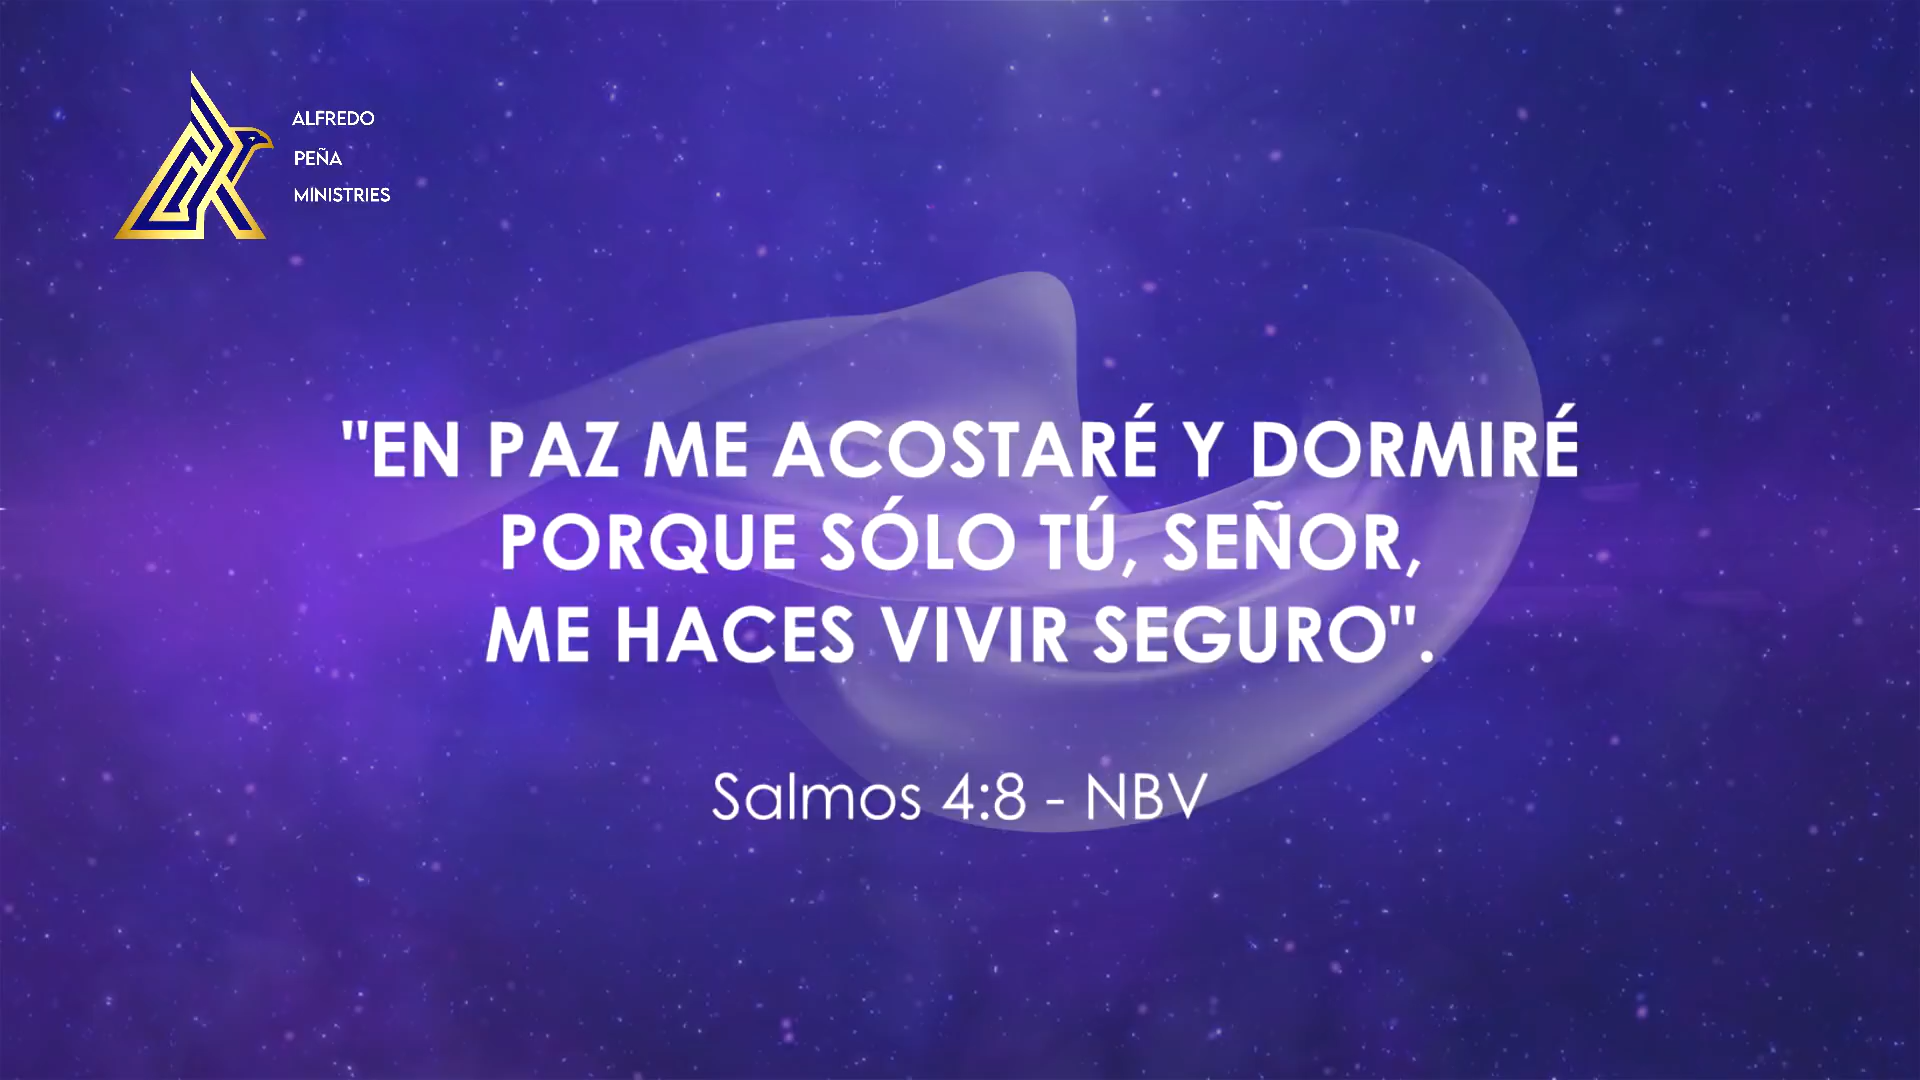 ALFREDO
PEÑA
MINISTRIES
"EN PAZ ME ACOSTARÉ Y DORMIRÉ
PORQUE SÓLO TÚ, SEÑOR,
ME HACES VIVIR SEGURO".
Salmos 4:8 - NBV